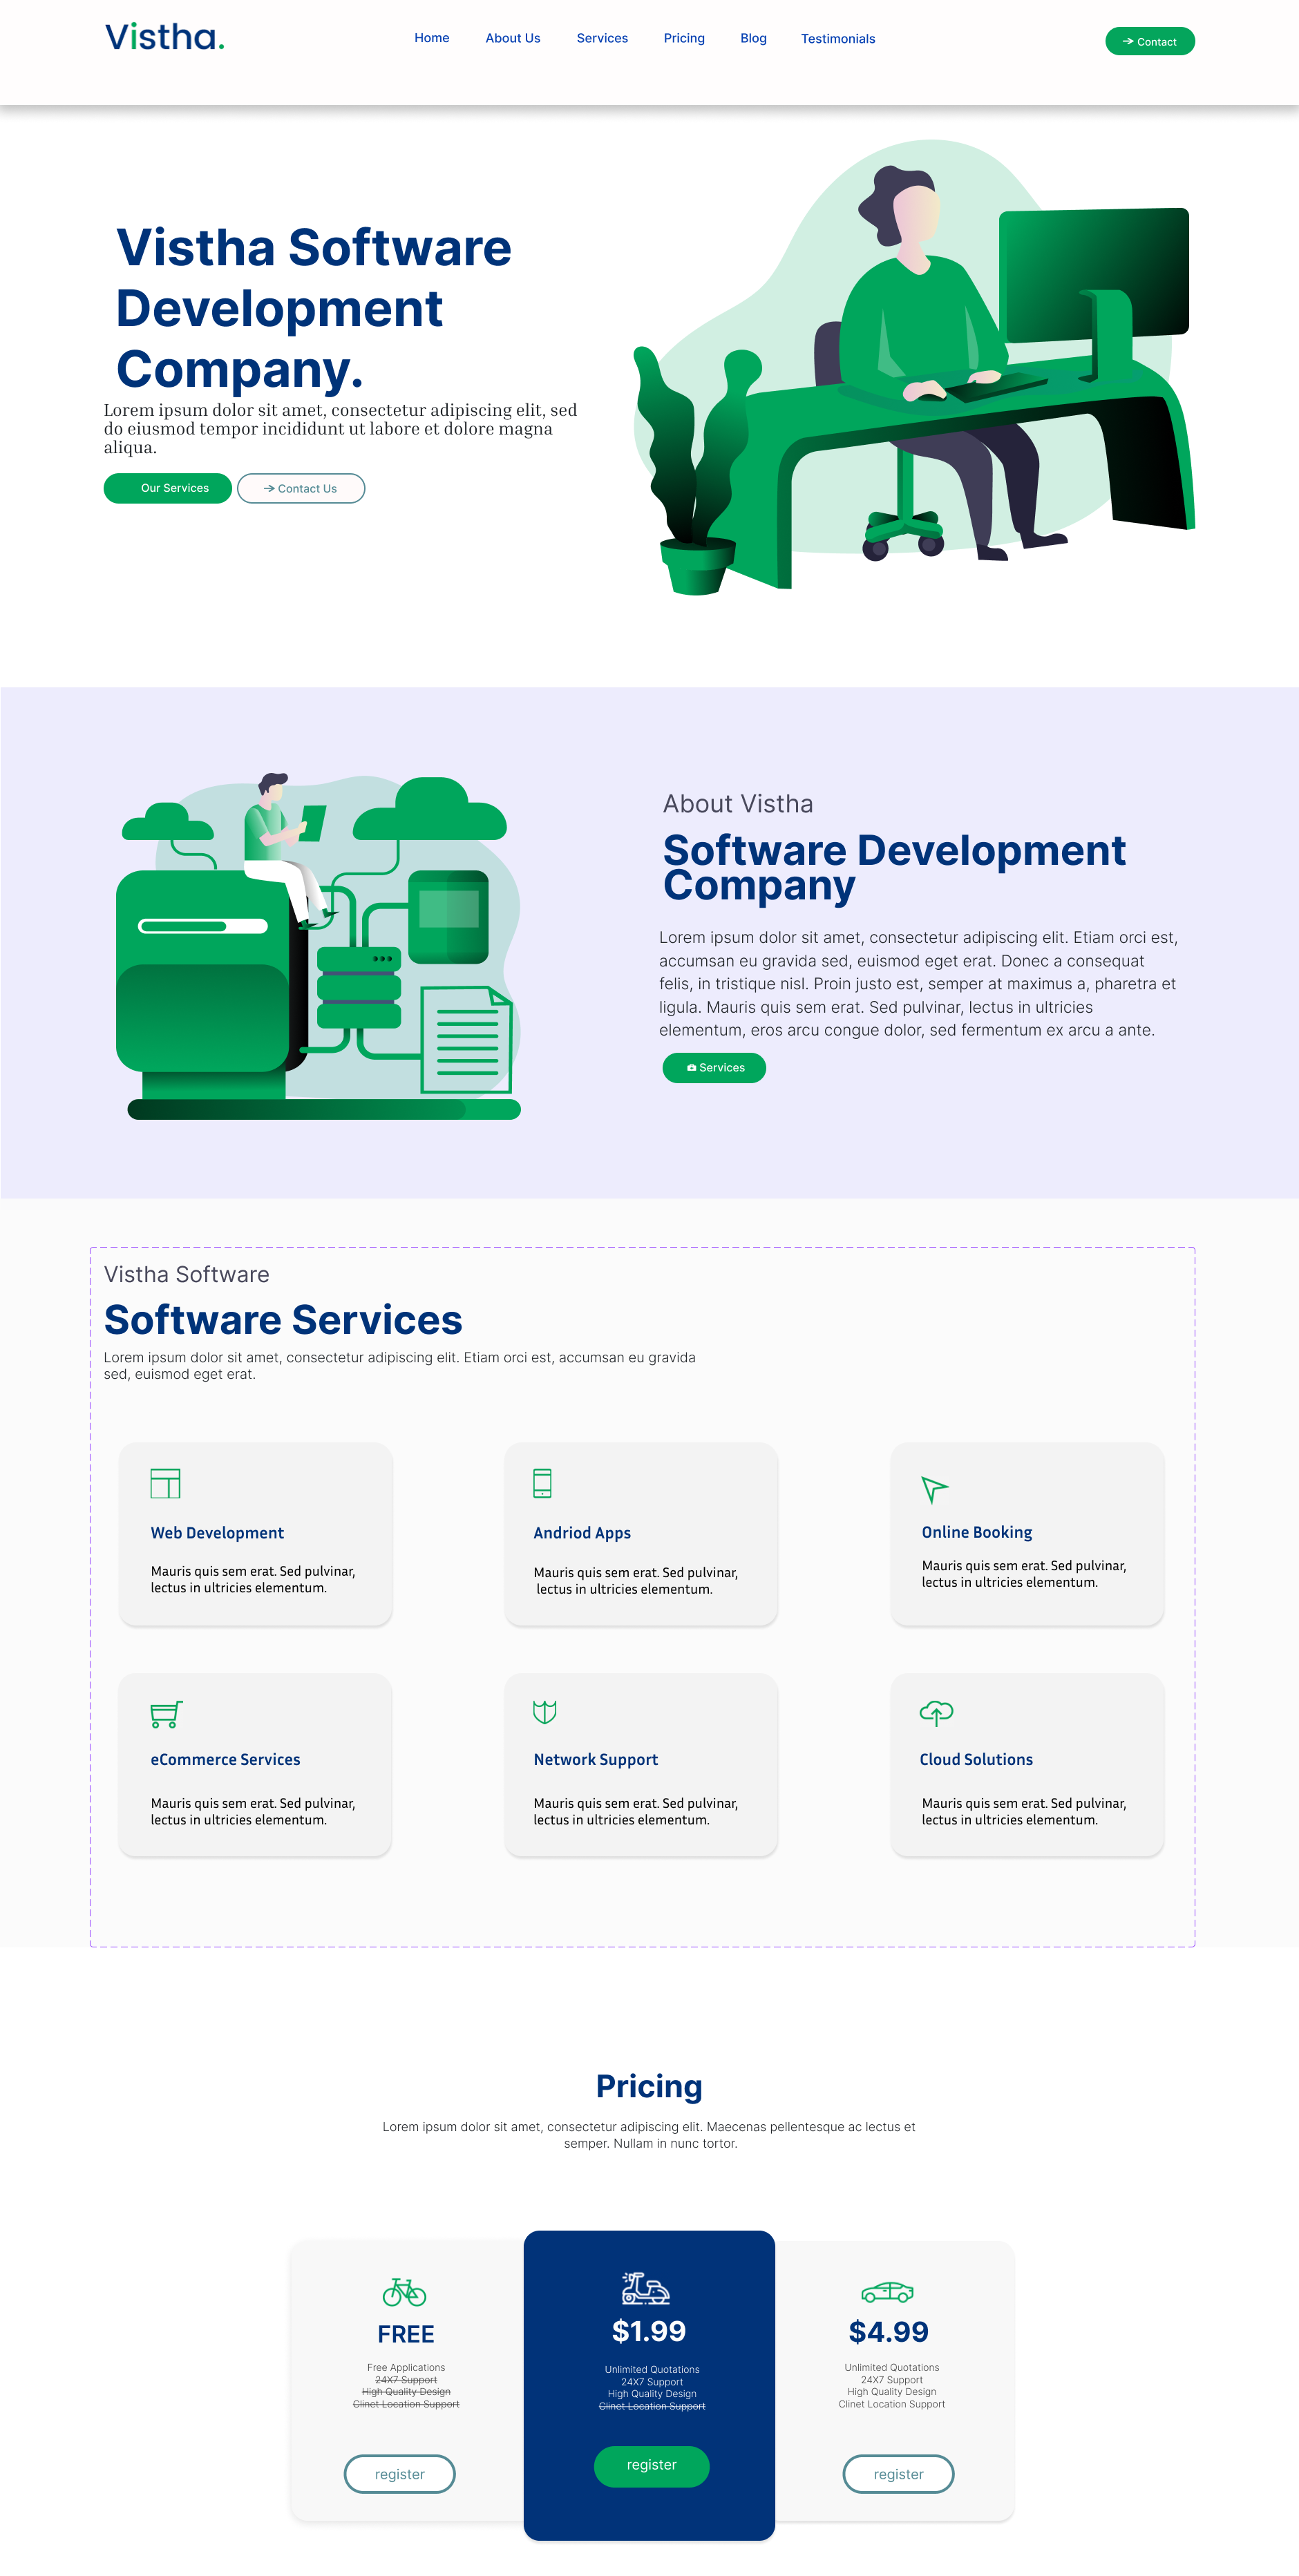 Vistha.
Home
About Us
Services
Pricing
Blog
Testimonials
Contact
Vistha Software
Development
Company.
Lorem ipsum dolor sit amet, consectetur adipiscing elit, sed
do eiusmod tempor incididunt ut labore et dolore magna
aliqua.
Our Services
Contact Us
About Vistha
Software Development
Company
Lorem ipsum dolor sit amet, consectetur adipiscing elit. Etiam orci est,
accumsan eu gravida sed, euismod eget erat. Donec a consequat
felis, in tristique nisl. Proin justo est, semper at maximus a, pharetra et
ligula. Mauris quis sem erat. Sed pulvinar, lectus in ultricies
elementum, eros arcu congue dolor, sed fermentum ex arcu a ante.
Services
Vistha Software
Software Services
Lorem ipsum dolor sit amet, consectetur adipiscing elit. Etiam orci est, accumsan eu gravida
sed, euismod eget erat.
Web Development
Mauris quis sem erat. Sed pulvinar,
lectus in ultricies elementum.
Andriod Apps
Mauris quis sem erat. Sed pulvinar,
lectus in ultricies elementum.
Online Booking
Mauris quis sem erat. Sed pulvinar,
lectus in ultricies elementum.
eCommerce Services
Mauris quis sem erat. Sed pulvinar,
lectus in ultricies elementum.
Network Support
Mauris quis sem erat. Sed pulvinar,
lectus in ultricies elementum.
Cloud Solutions
Mauris quis sem erat. Sed pulvinar,
lectus in ultricies elementum.
Pricing
Lorem ipsum dolor sit amet, consectetur adipiscing elit. Maecenas pellentesque ac lectus et
semper. Nullam in nunc tortor.
FREE
Free Applications
24X7 Support
High Quality Design
Clinet Location Support
register
$1.99
Unlimited Quotations
24X7 Support
High Quality Design
Clinet Location Support
register
$4.99
Unlimited Quotations
24X7 Support
High Quality Design
Clinet Location Support
register